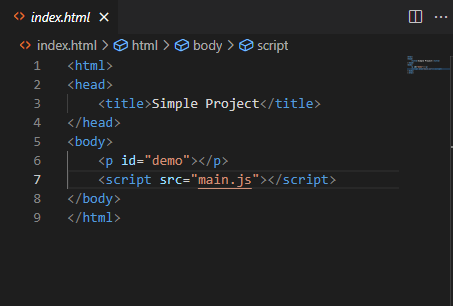 index.html
index.html > html > body > script
1 <html>
2 <head>
3 <title>Simple Project</title>
4 </head>
5 <body>
6 <p id="demo"></p>
7 <script src="main.js"></script>
8 </body>
9 </html>